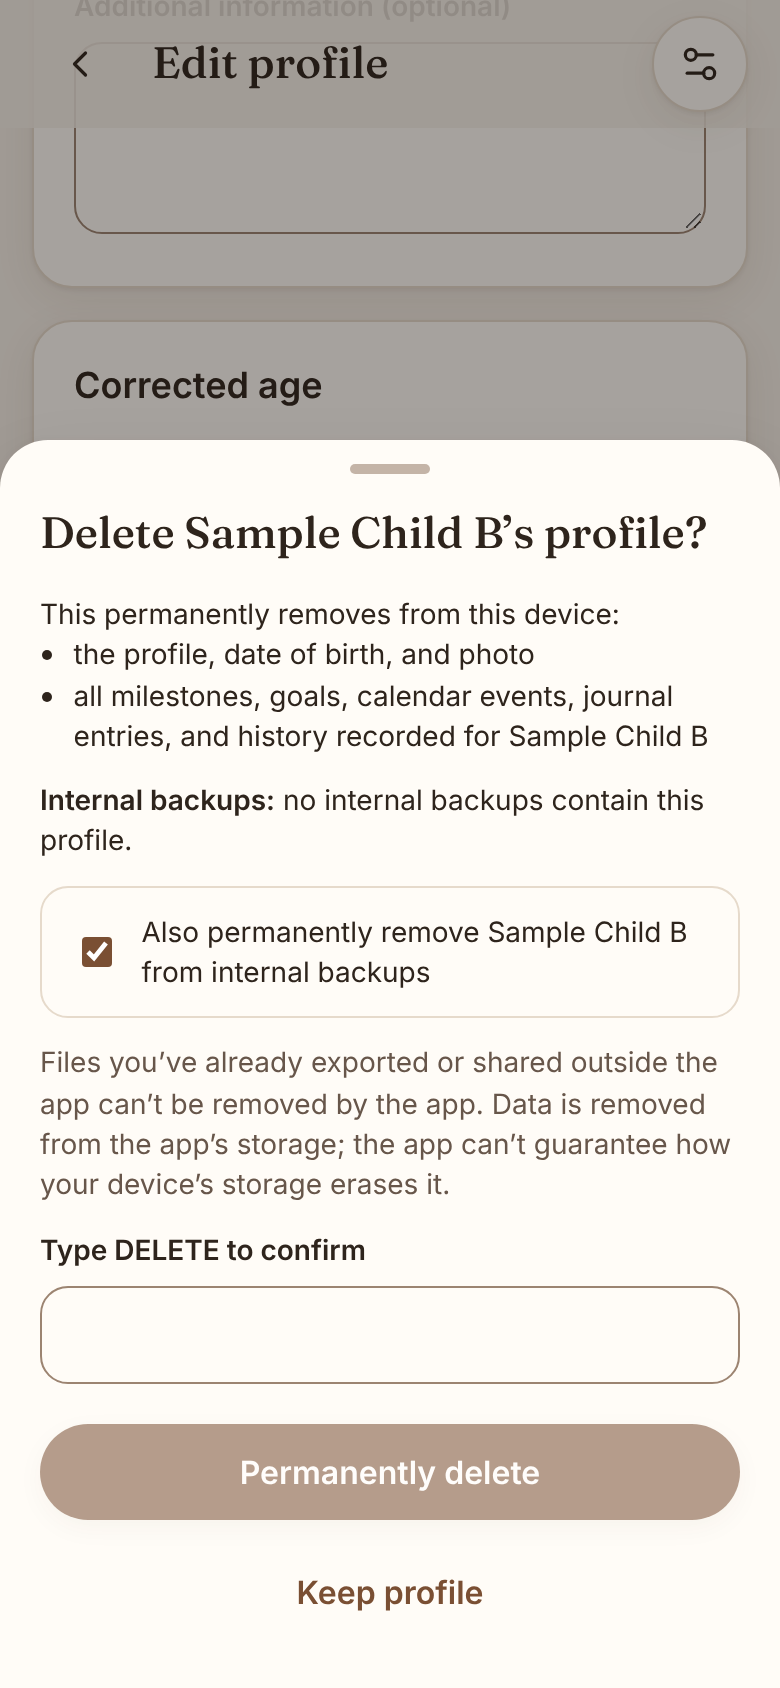 Additional information (optional)
Edit profile
Corrected age
Delete Sample Child B’s profile?
This permanently removes from this device:
• the profile, date of birth, and photo
• all milestones, goals, calendar events, journal
entries, and history recorded for Sample Child B
Internal backups: no internal backups contain this
profile.
Also permanently remove Sample Child B
from internal backups
Files you’ve already exported or shared outside the
app can’t be removed by the app. Data is removed
from the app’s storage; the app can’t guarantee how
your device’s storage erases it.
Type DELETE to confirm
Permanently delete
Keep profile